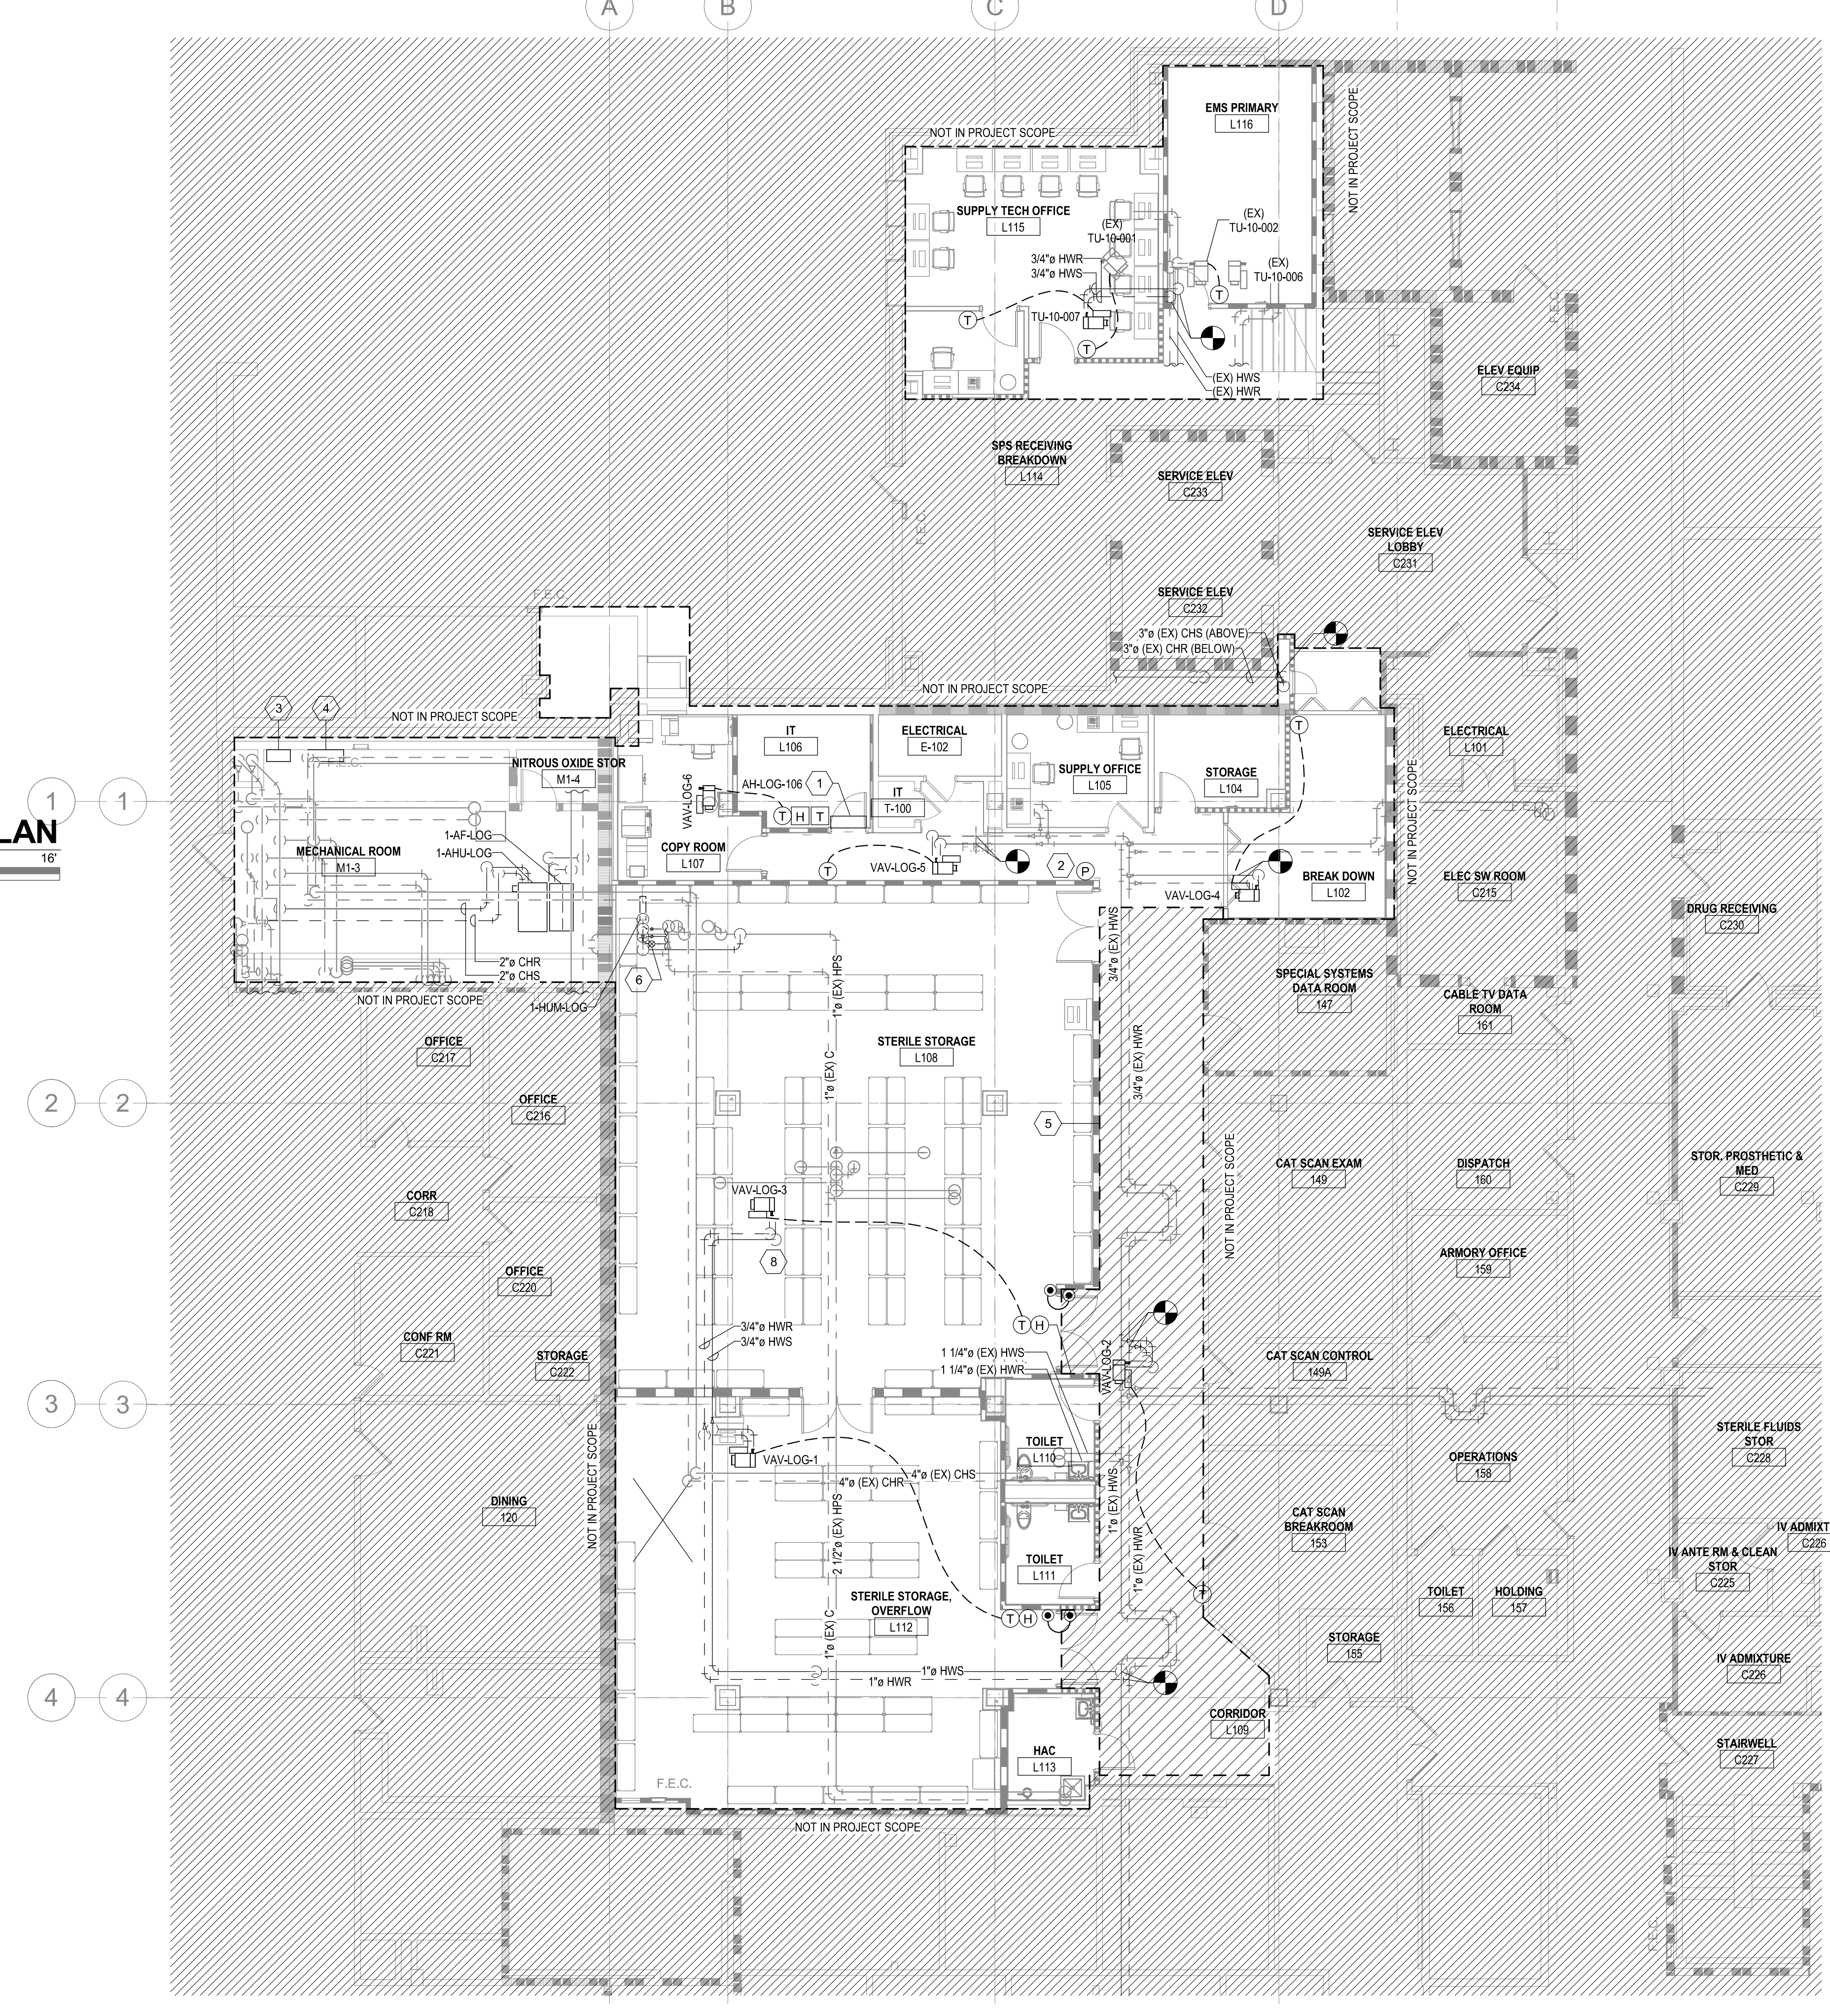 A
B
C
D
EMS PRIMARY
L116
NOT IN PROJECT SCOPE
NOT IN PROJECT SCOPE
SUPPLY TECH OFFICE
L115
(EX)
TU-10-001
(EX)
TU-10-002
3/4"ø HWR
3/4"ø HWS
(EX)
TU-10-006
T
T
TU-10-007
T
F.E.C.
(EX) HWS
(EX) HWR
ELEV EQUIP
C234
SPS RECEIVING
BREAKDOWN
L114
SERVICE ELEV
C233
F.E.C.
SERVICE ELEV
LOBBY
C231
SERVICE ELEV
C232
F.E.C.
3"ø (EX) CHS (ABOVE)
3"ø (EX) CHR (BELOW)
NOT IN PROJECT SCOPE
3
4
NOT IN PROJECT SCOPE
IT
L106
ELECTRICAL
E-102
T
ELECTRICAL
L101
F.E.C.
NITROUS OXIDE STOR
M1-4
SUPPLY OFFICE
L105
STORAGE
L104
VAV-LOG-6
AH-LOG-106
1
IT
T-100
T
H
T
1
1
LAN
16'
1-AF-LOG
1-AHU-LOG
MECHANICAL ROOM
M1-3
COPY ROOM
L107
F.E.
T
VAV-LOG-5
2
P
VAV-LOG-4
BREAK DOWN
L102
NOT IN PROJECT SCOPE
ELEC SW ROOM
C215
DRUG RECEIVING
C230
2"ø CHR
2"ø CHS
6
1-HUM-LOG
NOT IN PROJECT SCOPE
1"ø (EX) HPS
3/4"ø (EX) HWS
SPECIAL SYSTEMS
DATA ROOM
147
CABLE TV DATA
ROOM
161
OFFICE
C217
STERILE STORAGE
L108
1"ø (EX) C
3/4"ø (EX) HWR
2
2
OFFICE
C216
5
NOT IN PROJECT SCOPE
CAT SCAN EXAM
149
DISPATCH
160
STOR. PROSTHETIC &
MED
C229
CORR
C218
VAV-LOG-3
8
ARMORY OFFICE
159
OFFICE
C220
T
H
3/4"ø HWR
3/4"ø HWS
CONF RM
C221
STORAGE
C222
1 1/4"ø (EX) HWS
1 1/4"ø (EX) HWR
VAV-LOG-2
CAT SCAN CONTROL
149A
3
3
NOT IN PROJECT SCOPE
TOILET
L110
VAV-LOG-1
STERILE FLUIDS
STOR
C228
OPERATIONS
158
4"ø (EX) CHS
4"ø (EX) CHR
1"ø (EX) HWS
DINING
120
2 1/2"ø (EX) HPS
CAT SCAN
BREAKROOM
153
IV ADMIXT
C226
TOILET
L111
1"ø (EX) HWR
IV ANTE RM & CLEAN
STOR
C225
T
TOILET
156
HOLDING
157
STERILE STORAGE,
OVERFLOW
L112
T
H
1"ø (EX) C
STORAGE
155
IV ADMIXTURE
C226
1"ø HWS
1"ø HWR
4
4
CORRIDOR
L109
HAC
L113
STAIRWELL
C227
F.E.C.
NOT IN PROJECT SCOPE
F.E.C.